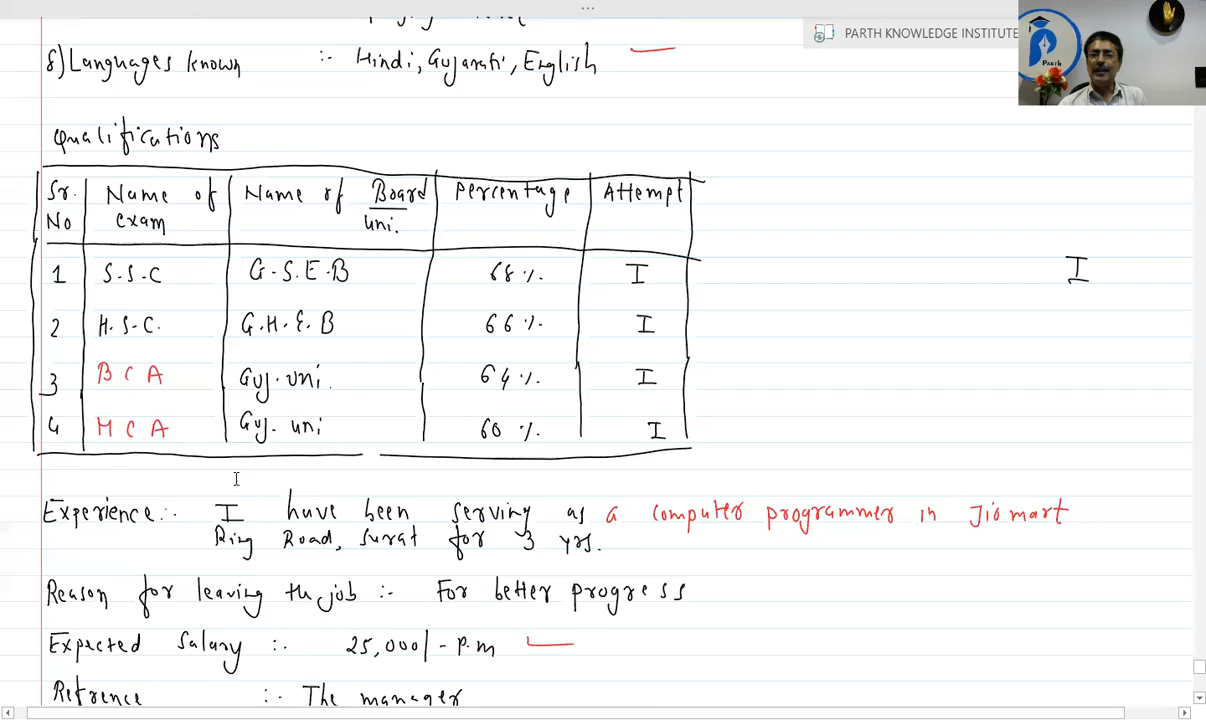 PARTH KNOWLEDGE INSTITUTE
Parth
8) Languages known :- Hindi, Gujarati, English
Qualifications
Sr. No Name of exam Name of Board uni. Percentage Attempt
1 S.S.C G.S.E.B 68 % I
I
2 H.S.C. G.H.E.B 66 % I
3 BCA Guj. uni. 64 % I
4 MCA Guj. uni 60 % I
Experience :- I have been serving as a computer programmer in Jiomart
Ring Road, Surat for 3 yrs.
Reason for leaving the job :- For better progress
Expected Salary :- 25,000/- P.m
Refrence :- The manager